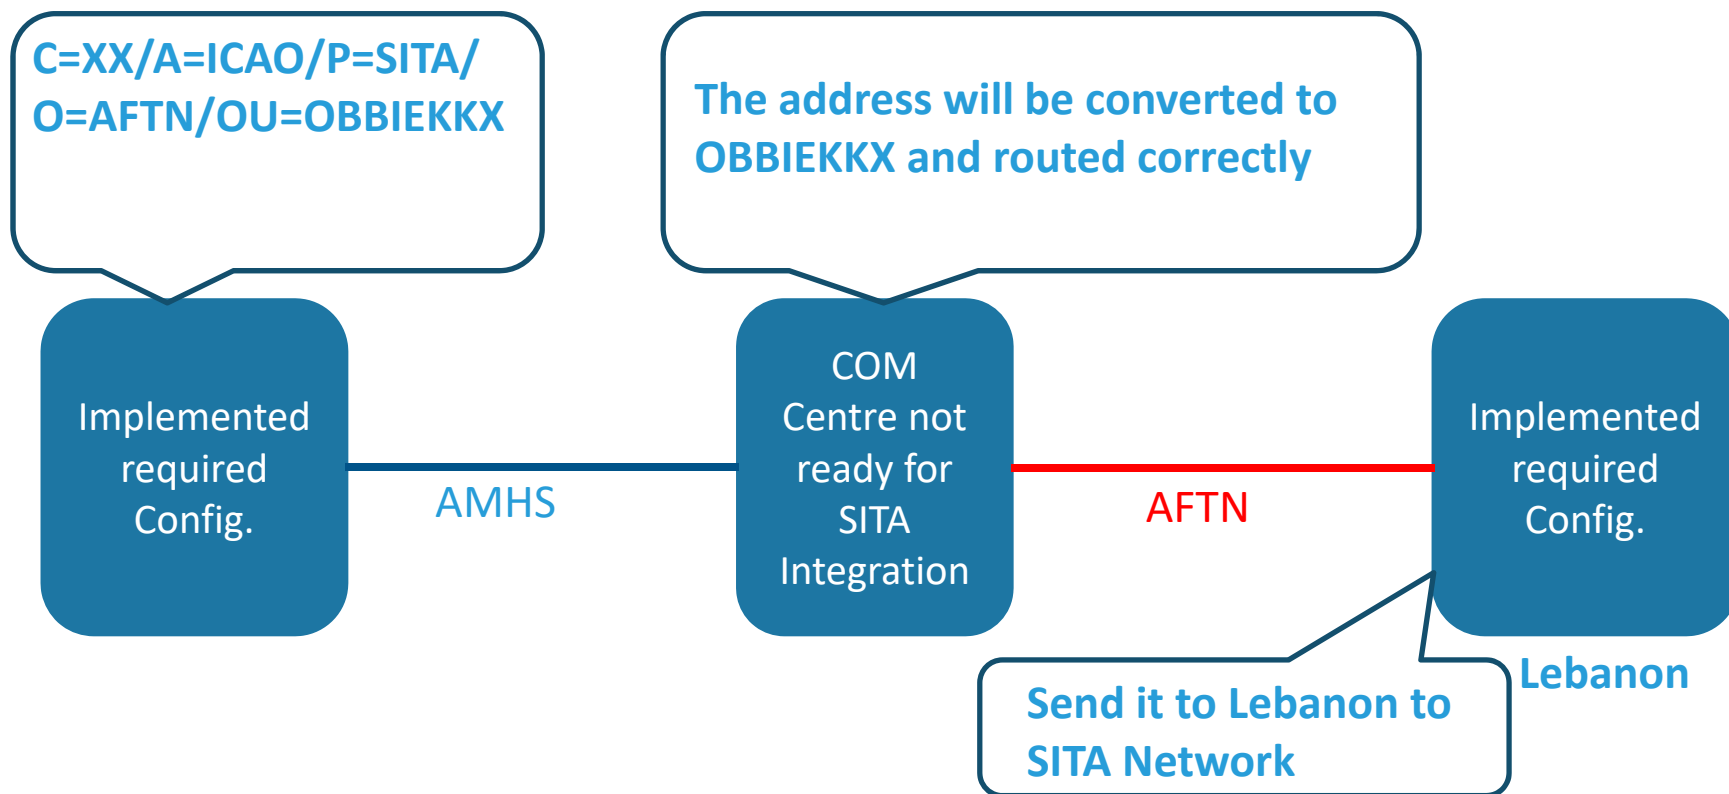 C=XX/A=ICAO/P=SITA/
O=AFTN/OU=OBBIEKKX
The address will be converted to
OBBIEKKX and routed correctly
Implemented
required
Config.
AMHS
COM
Centre not
ready for
SITA
Integration
AFTN
Implemented
required
Config.
Lebanon
Send it to Lebanon to
SITA Network